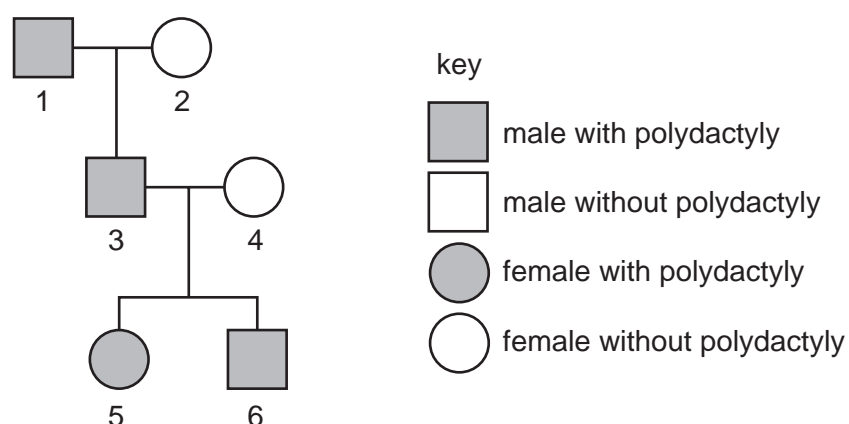 key
1 2
male with polydactyly
male without polydactyly
3 4
female with polydactyly
female without polydactyly
5 6